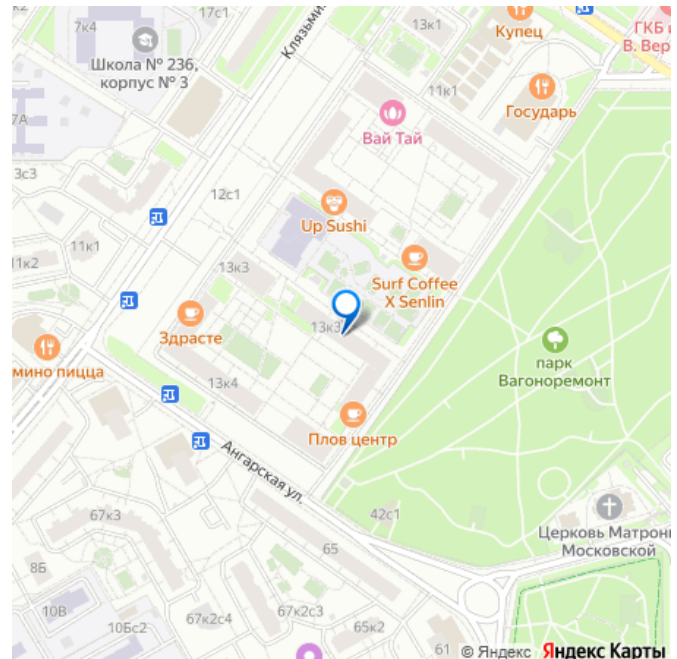 17с1
13к1
7к4
Купец
ГКБ и
В. Вер
Школа № 236,
корпус № 3
Клязьми
11к1
Государь
Вай Тай
7А
3с3
12с1
Up Sushi
11к1
11к2
13к3
Surf Coffee
X Senlin
Здрасте
13к3
мино пицца
парк
Вагоноремонт
13к4
Плов центр
Ангарская ул.
42с1
67к3
Церковь Матроны
Московской
65
8Б
10В
10Бс2
67к2с4
67к2с3
65к2
61
© Яндекс Яндекс Карты